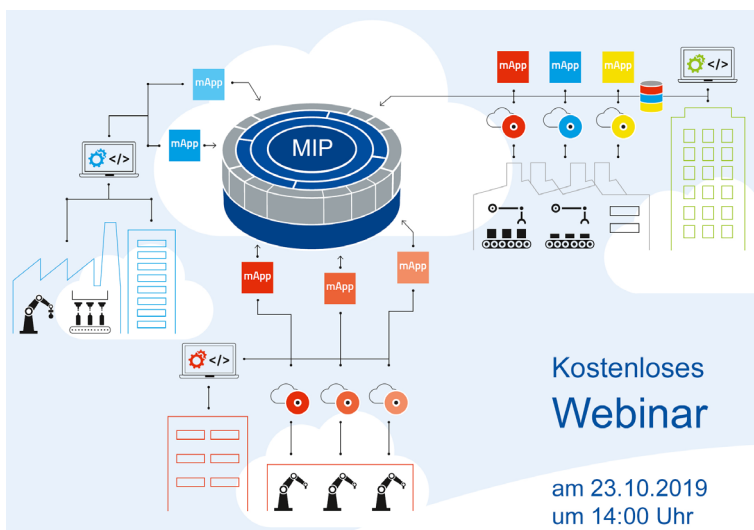 mApp
mApp
mApp
mApp
mApp
MIP
</>
</>
mApp
mApp
mApp
</>
Kostenloses
Webinar
am 23.10.2019
um 14:00 Uhr